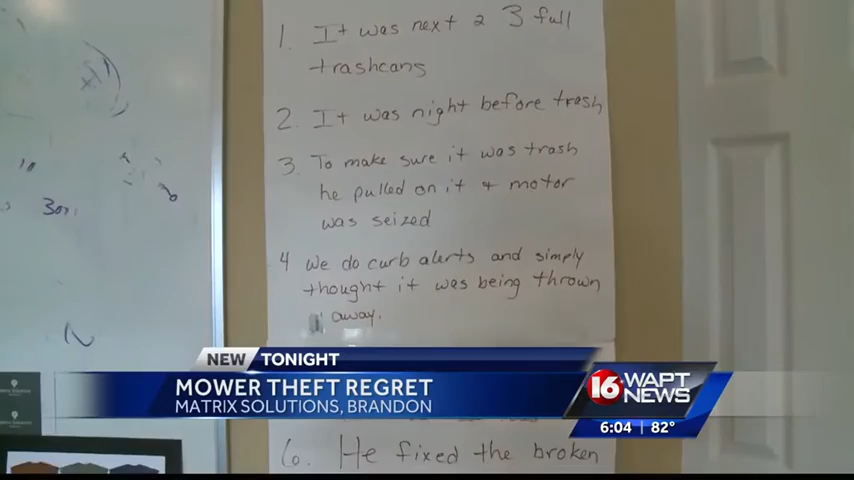 1. It was next 2 3 full
trashcans
2. It was night before trash
3. To make sure it was trash
he pulled on it + motor
was seized
4 We do curb alerts and simply
thought it was being thrown
away.
6. He fixed the broken
10
NEW TONIGHT
MOWER THEFT REGRET
MATRIX SOLUTIONS, BRANDON
16 WAPT
NEWS
6:04 82°